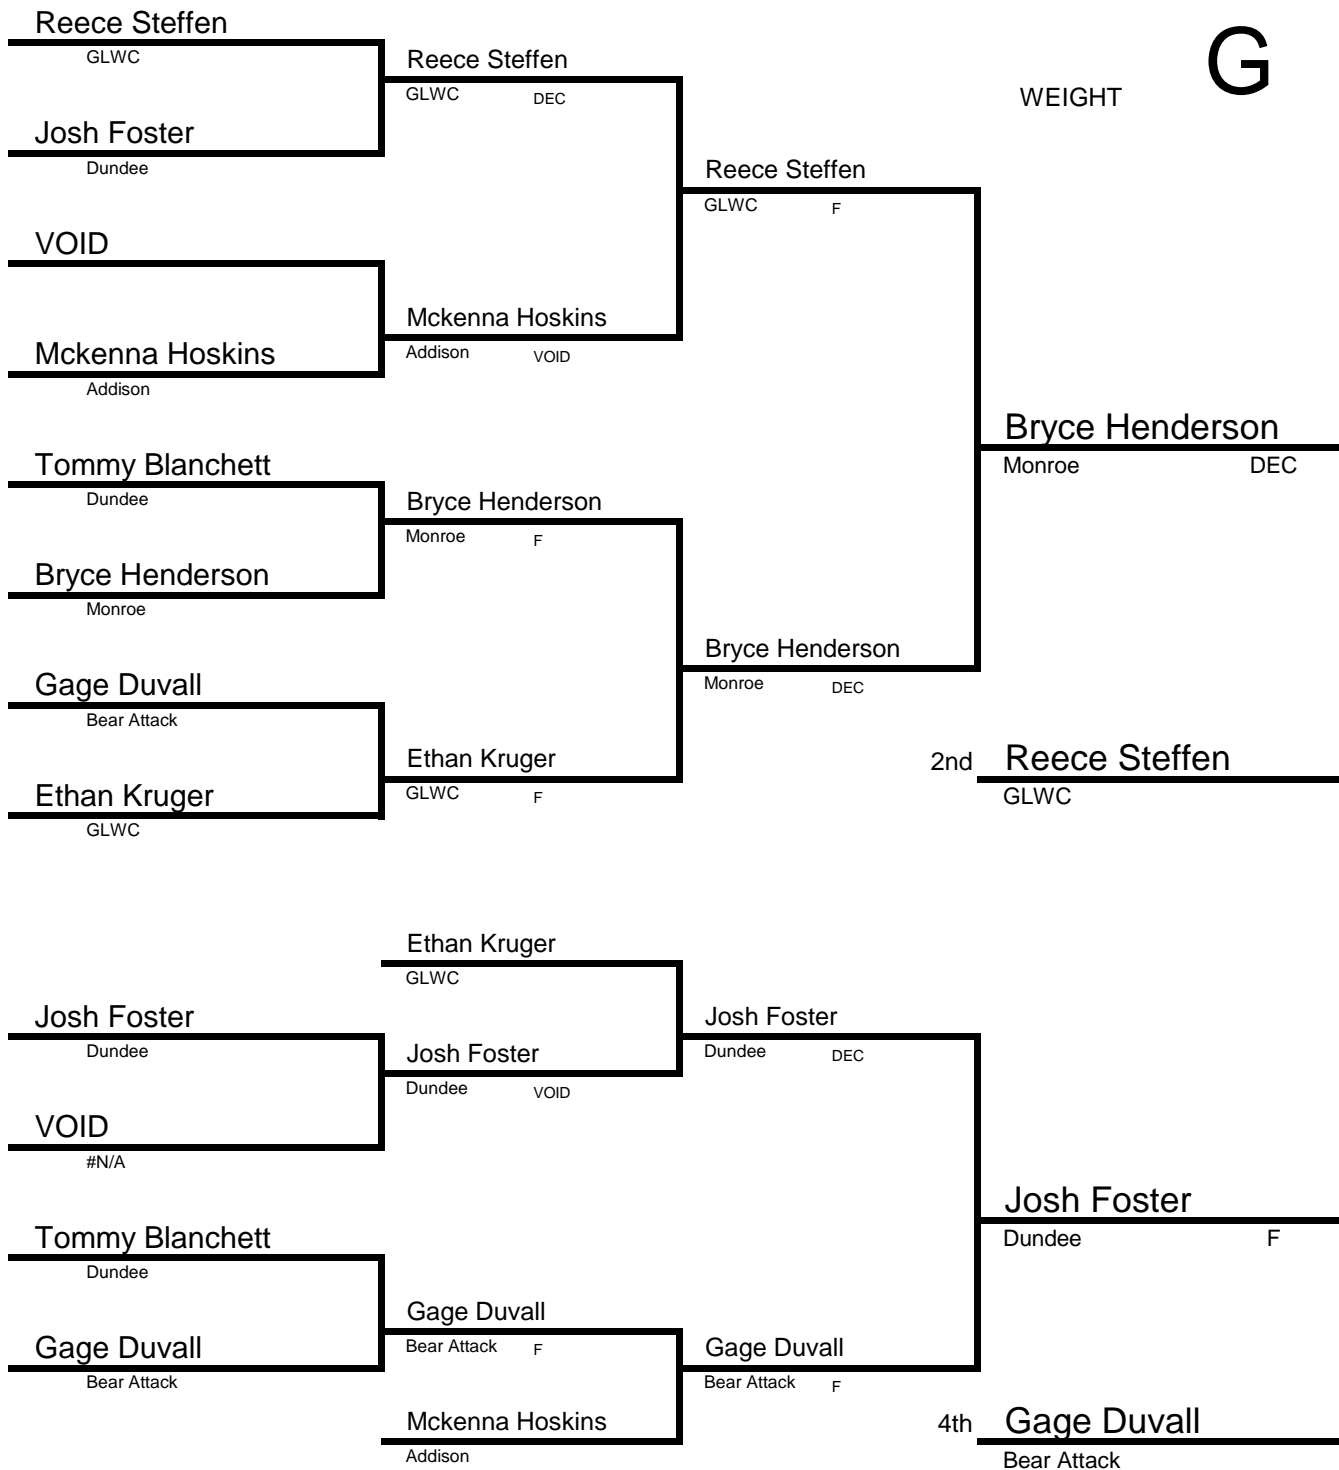 Reece Steffen
GLWC
Reece Steffen
GLWC DEC
G
WEIGHT
Josh Foster
Dundee
Reece Steffen
GLWC F
VOID
Mckenna Hoskins
Addison VOID
Mckenna Hoskins
Addison
Bryce Henderson
Monroe DEC
Tommy Blanchett
Dundee
Bryce Henderson
Monroe F
Bryce Henderson
Monroe
Bryce Henderson
Monroe DEC
Gage Duvall
Bear Attack
Ethan Kruger
GLWC F
2nd Reece Steffen
GLWC
Ethan Kruger
GLWC
Ethan Kruger
GLWC
Josh Foster
Dundee
Josh Foster
Dundee DEC
Josh Foster
Dundee VOID
VOID
#N/A
Josh Foster
Dundee F
Tommy Blanchett
Dundee
Gage Duvall
Bear Attack F
Gage Duvall
Bear Attack
Gage Duvall
Bear Attack F
Mckenna Hoskins
Addison
4th Gage Duvall
Bear Attack